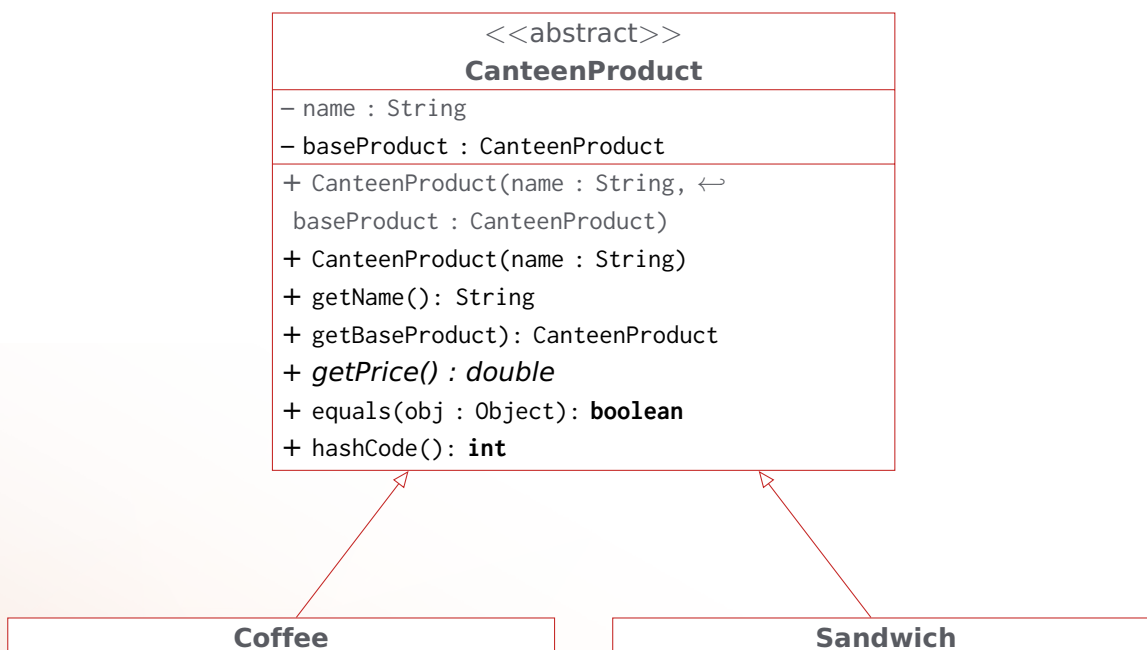 <<abstract>>
CanteenProduct
– name : String
– baseProduct : CanteenProduct
+ CanteenProduct(name : String, ↩
baseProduct : CanteenProduct)
+ CanteenProduct(name : String)
+ getName(): String
+ getBaseProduct): CanteenProduct
+ getPrice() : double
+ equals(obj : Object): boolean
+ hashCode(): int
Coffee
Sandwich